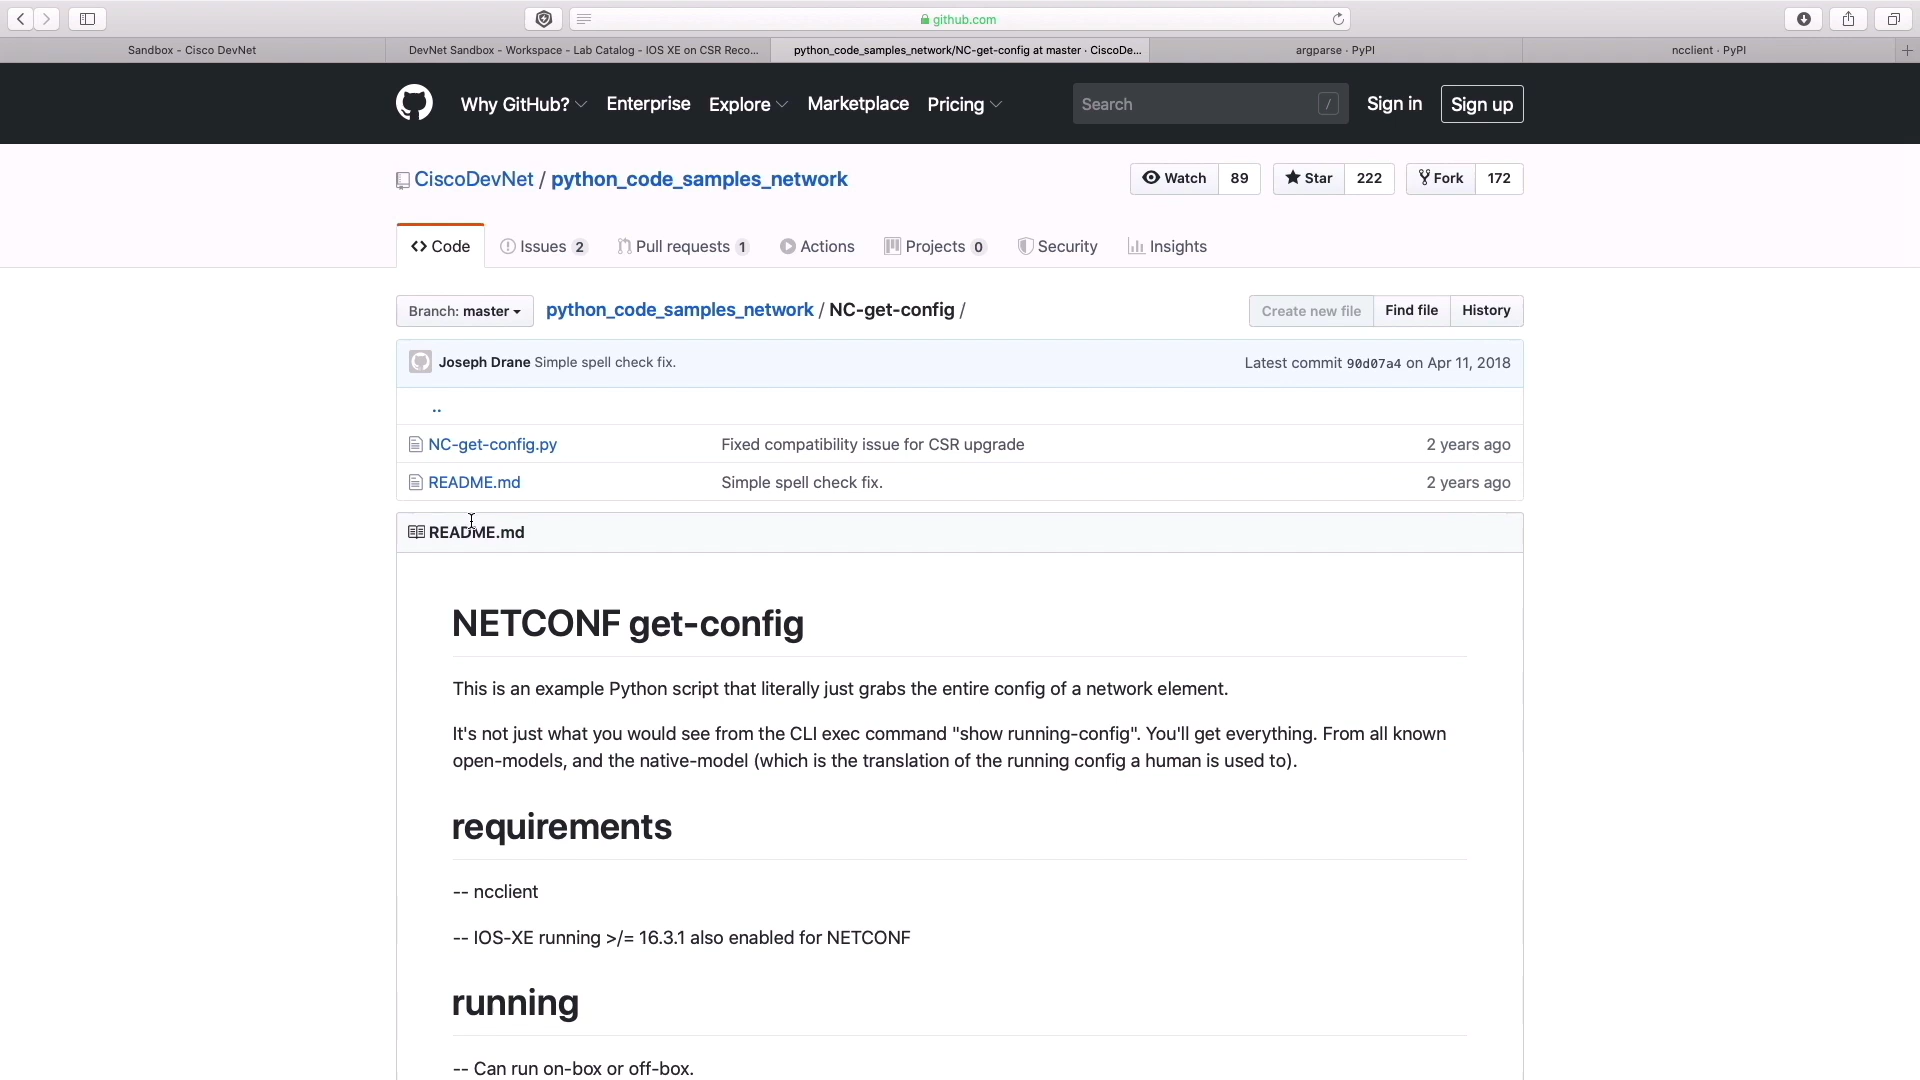 github.com
Sandbox - Cisco DevNet
DevNet Sandbox - Workspace - Lab Catalog - IOS XE on CSR Reco...
python_code_samples_network/NC-get-config at master · CiscoDe...
argparse · PyPI
ncclient · PyPI
Why GitHub? Enterprise Explore Marketplace Pricing
Search /
Sign in Sign up
CiscoDevNet / python_code_samples_network
Watch 89 Star 222 Fork 172
<> Code Issues 2 Pull requests 1 Actions Projects 0 Security Insights
Branch: master python_code_samples_network / NC-get-config /
Create new file Find file History
Joseph Drane Simple spell check fix. Latest commit 90d07a4 on Apr 11, 2018
..
NC-get-config.py Fixed compatibility issue for CSR upgrade 2 years ago
README.md Simple spell check fix. 2 years ago
README.md
NETCONF get-config
This is an example Python script that literally just grabs the entire config of a network element.
It's not just what you would see from the CLI exec command "show running-config". You'll get everything. From all known
open-models, and the native-model (which is the translation of the running config a human is used to).
requirements
-- ncclient
-- IOS-XE running >/= 16.3.1 also enabled for NETCONF
running
-- Can run on-box or off-box.